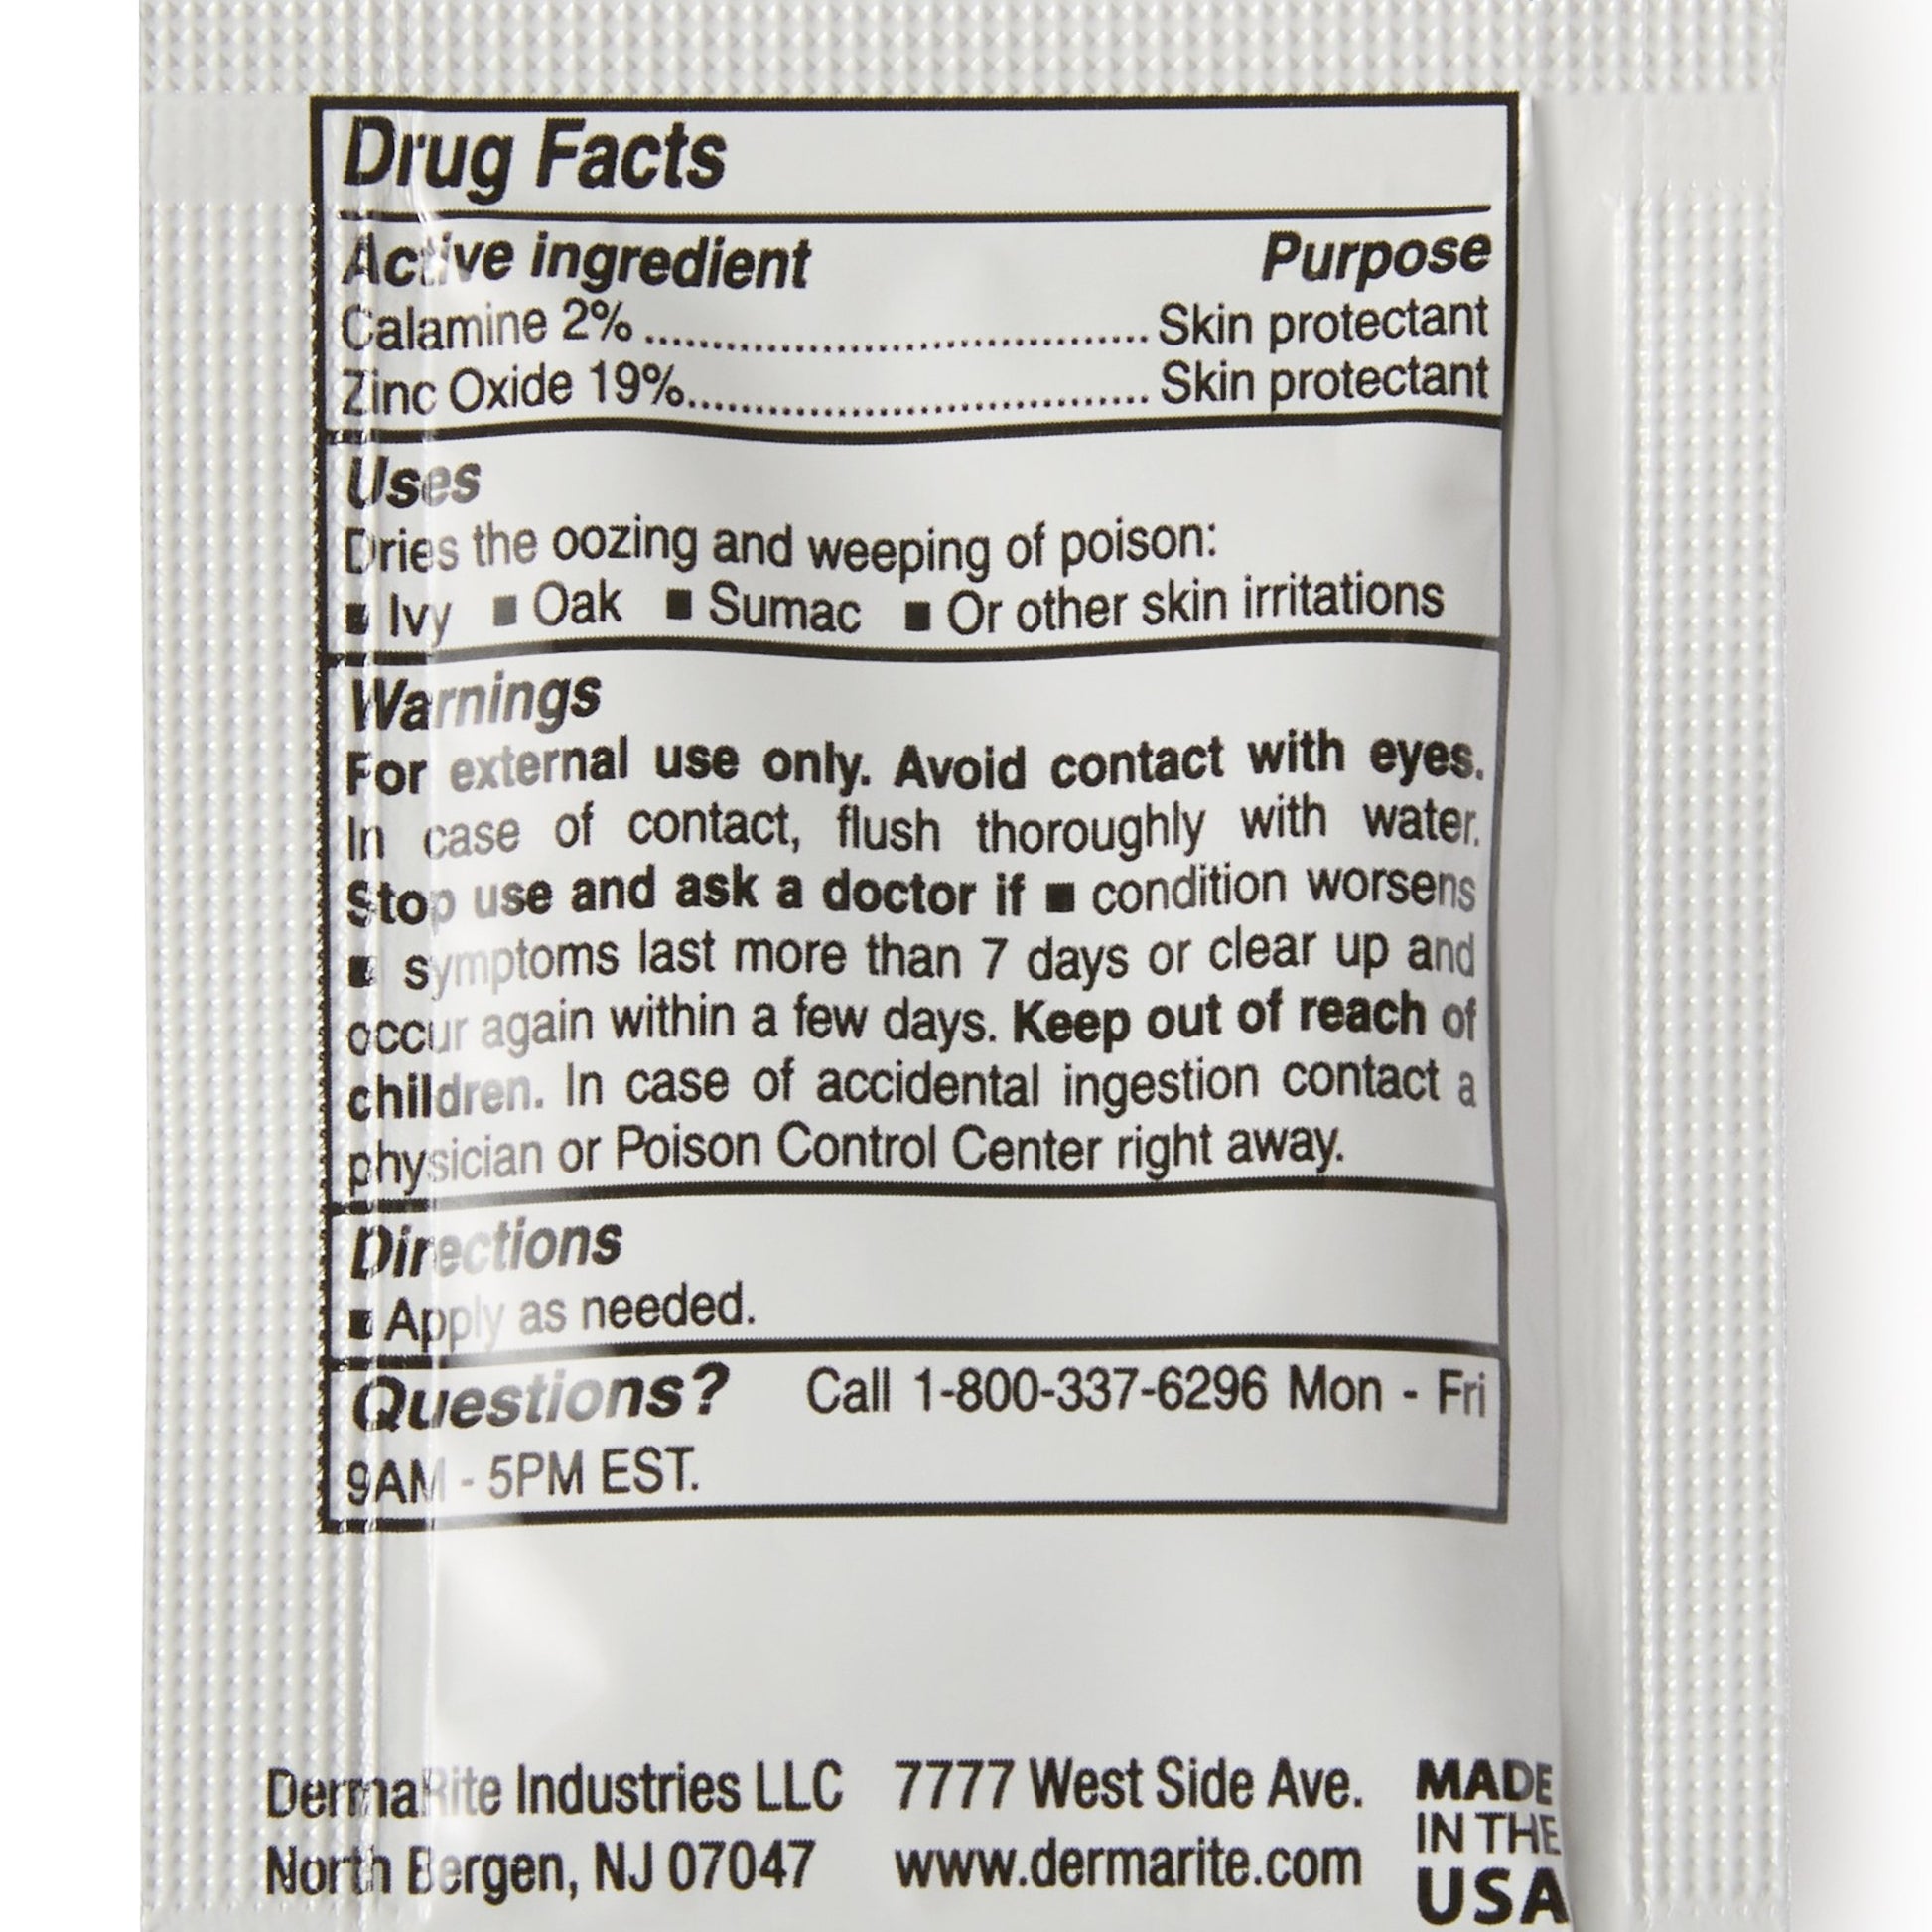 Drug Facts
Active ingredient Purpose
Calamine 2%.....................................Skin protectant
Zinc Oxide 19%..................................Skin protectant
Uses
Dries the oozing and weeping of poison:
■ Ivy ■ Oak ■ Sumac ■ Or other skin irritations
Warnings
For external use only. Avoid contact with eyes.
In case of contact, flush thoroughly with water.
Stop use and ask a doctor if ■ condition worsens
■ symptoms last more than 7 days or clear up and
occur again within a few days. Keep out of reach of
children. In case of accidental ingestion contact a
physician or Poison Control Center right away.
Directions
■ Apply as needed.
Questions? Call 1-800-337-6296 Mon - Fri
9AM - 5PM EST.
DermaRite Industries LLC 7777 West Side Ave.
North Bergen, NJ 07047 www.dermarite.com
MADE
IN THE
USA